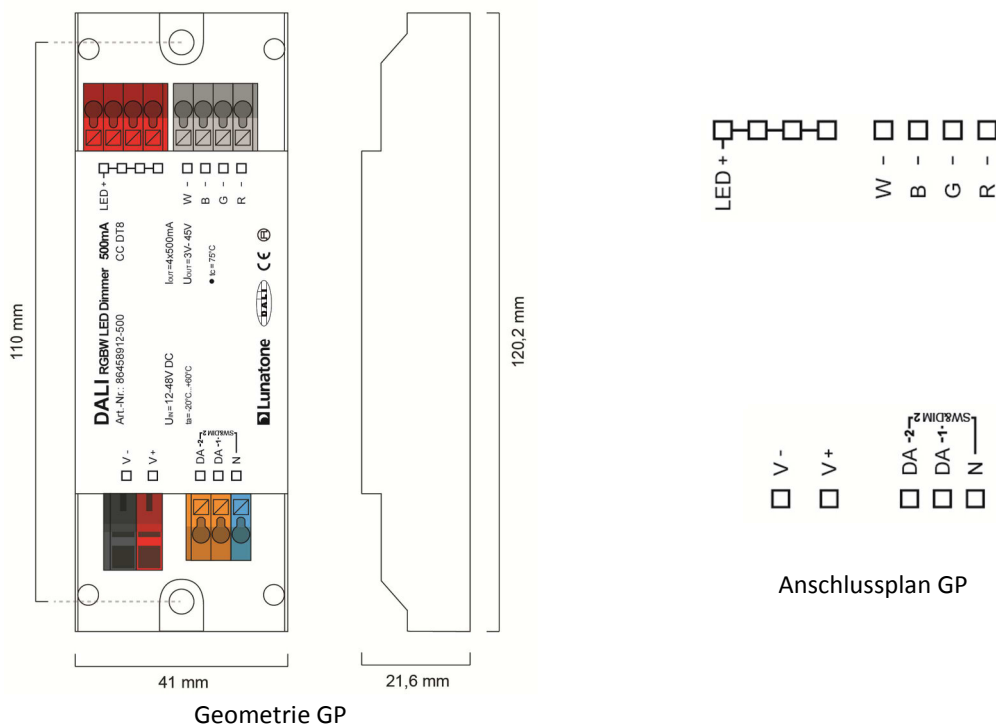 110 mm
LED +
W -
B -
G -
R -
DALI RGBW LED Dimmer 500mA
Art.-Nr.: 86458912-500
CC DT8
IOUT=4x500mA
UOUT=3V- 45V
• tc = 75°C
UIN= 12-48V DC
ta= -20°C...+60°C
DALI
CE
R
Lunatone
V -
V +
DA -2-
DA -1-
N
SW&DIM 2
41 mm
21,6 mm
120,2 mm
Geometrie GP
LED +
W -
B -
G -
R -
V -
V +
DA -2-
DA -1-
N
SW&DIM 2
Anschlussplan GP